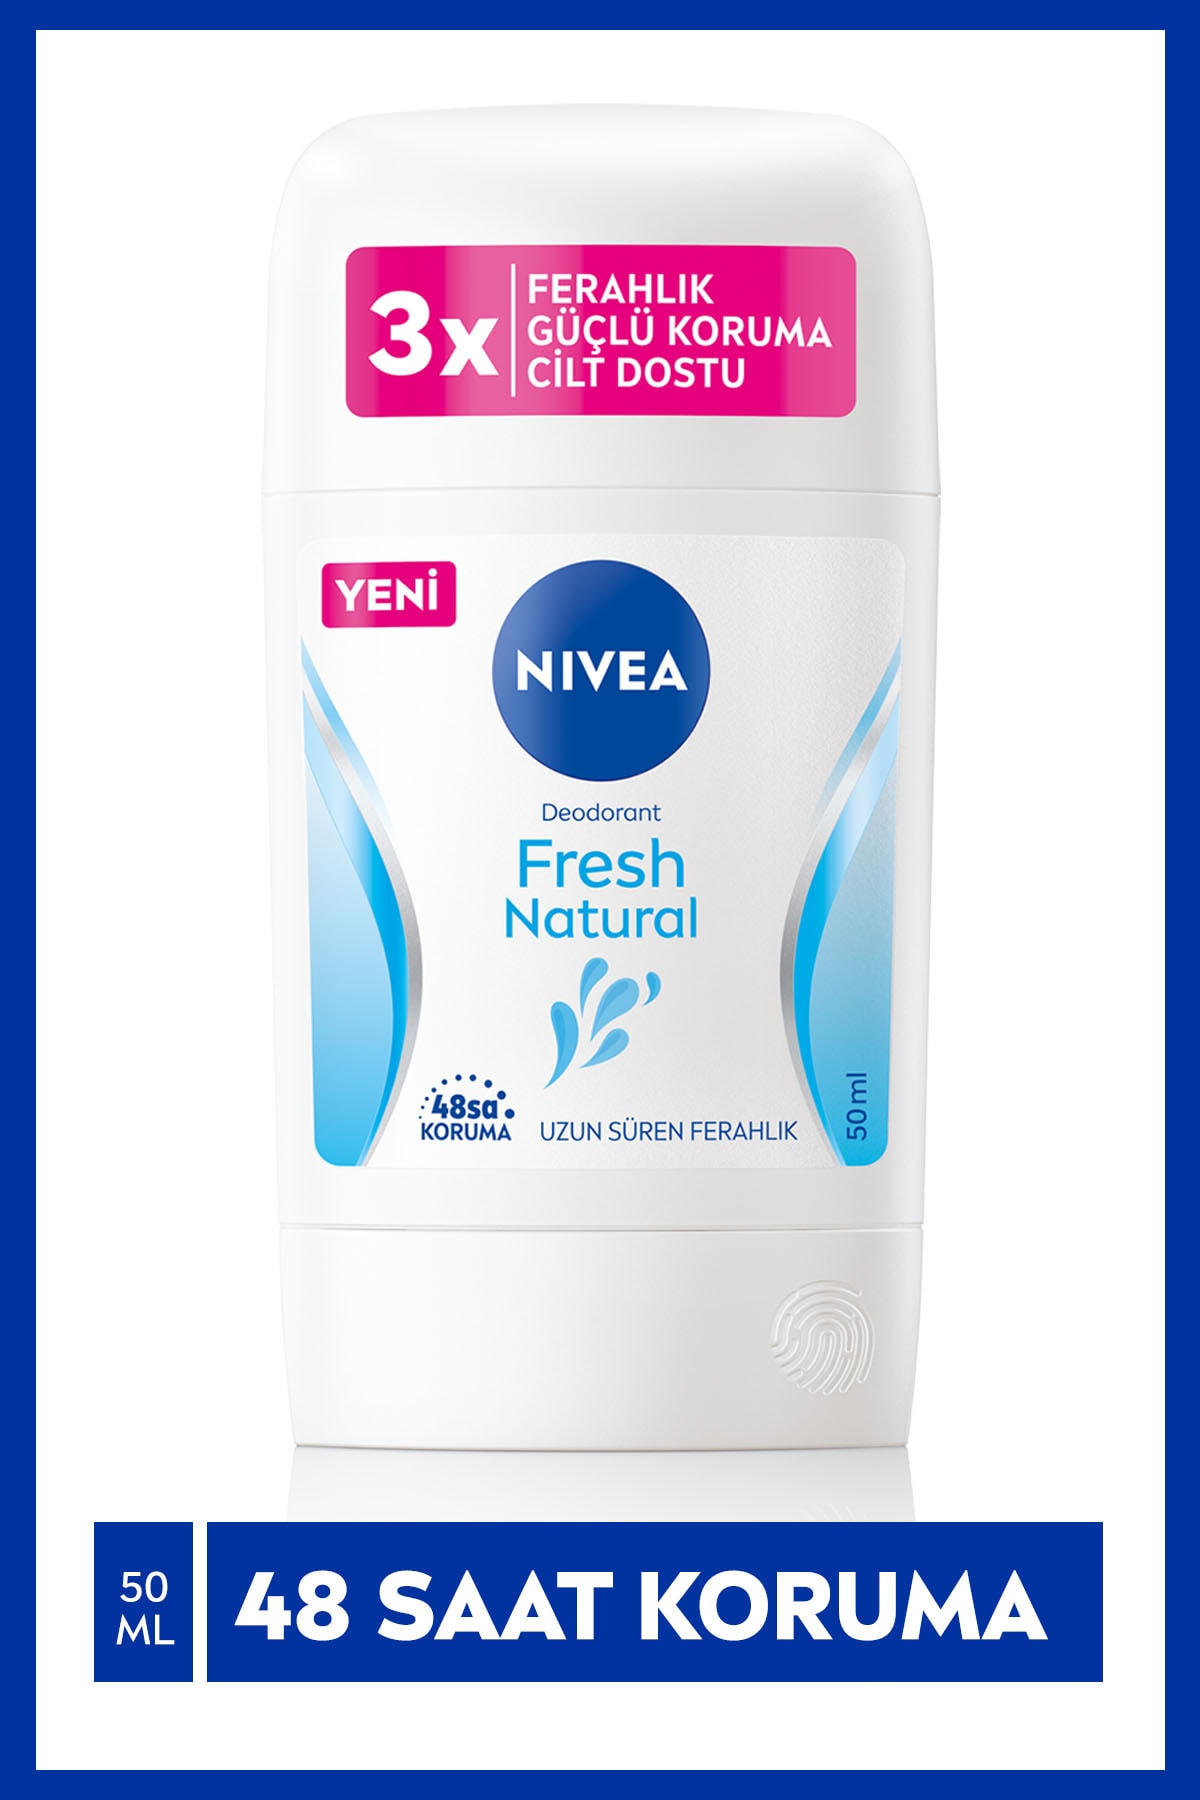 3x
FERAHLIK
GÜÇLÜ KORUMA
CİLT DOSTU
YENİ
NIVEA
Deodorant
Fresh
Natural
48sa
KORUMA
UZUN SÜREN FERAHLIK
50 ml
50
ML
48 SAAT KORUMA